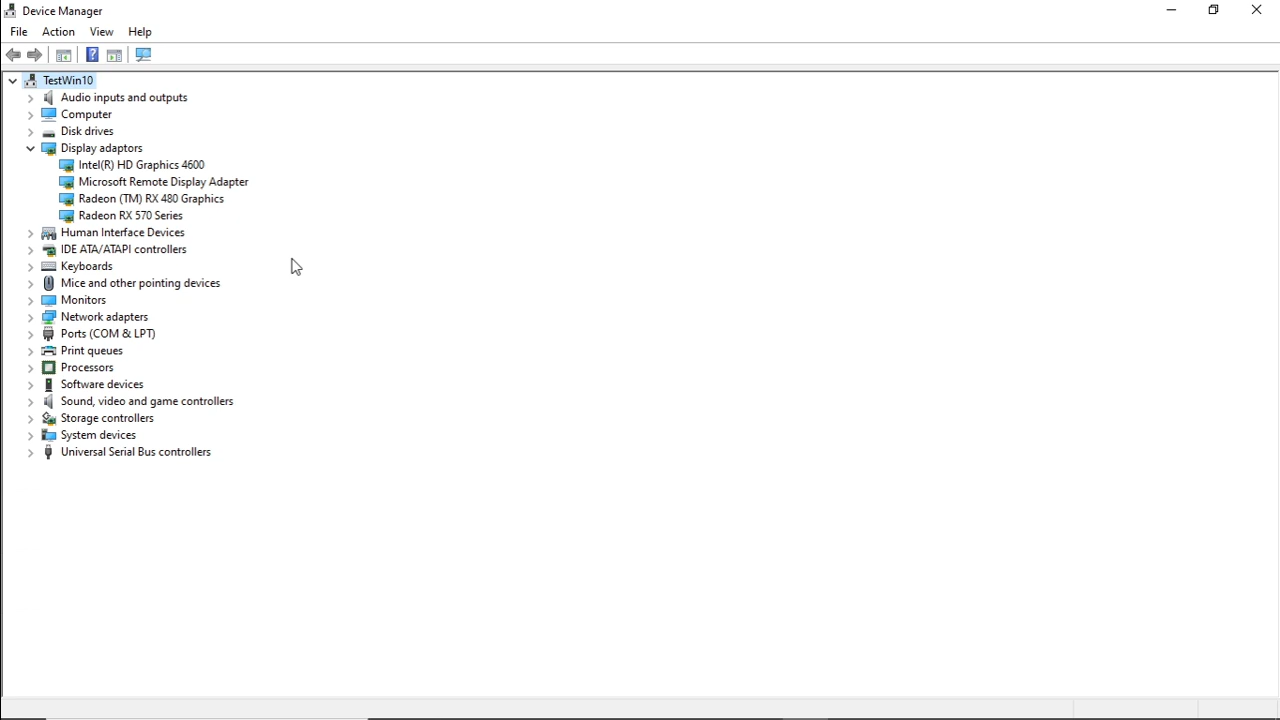 Device Manager
File Action View Help
TestWin10
Audio inputs and outputs
Computer
Disk drives
Display adaptors
Intel(R) HD Graphics 4600
Microsoft Remote Display Adapter
Radeon (TM) RX 480 Graphics
Radeon RX 570 Series
Human Interface Devices
IDE ATA/ATAPI controllers
Keyboards
Mice and other pointing devices
Monitors
Network adapters
Ports (COM & LPT)
Print queues
Processors
Software devices
Sound, video and game controllers
Storage controllers
System devices
Universal Serial Bus controllers